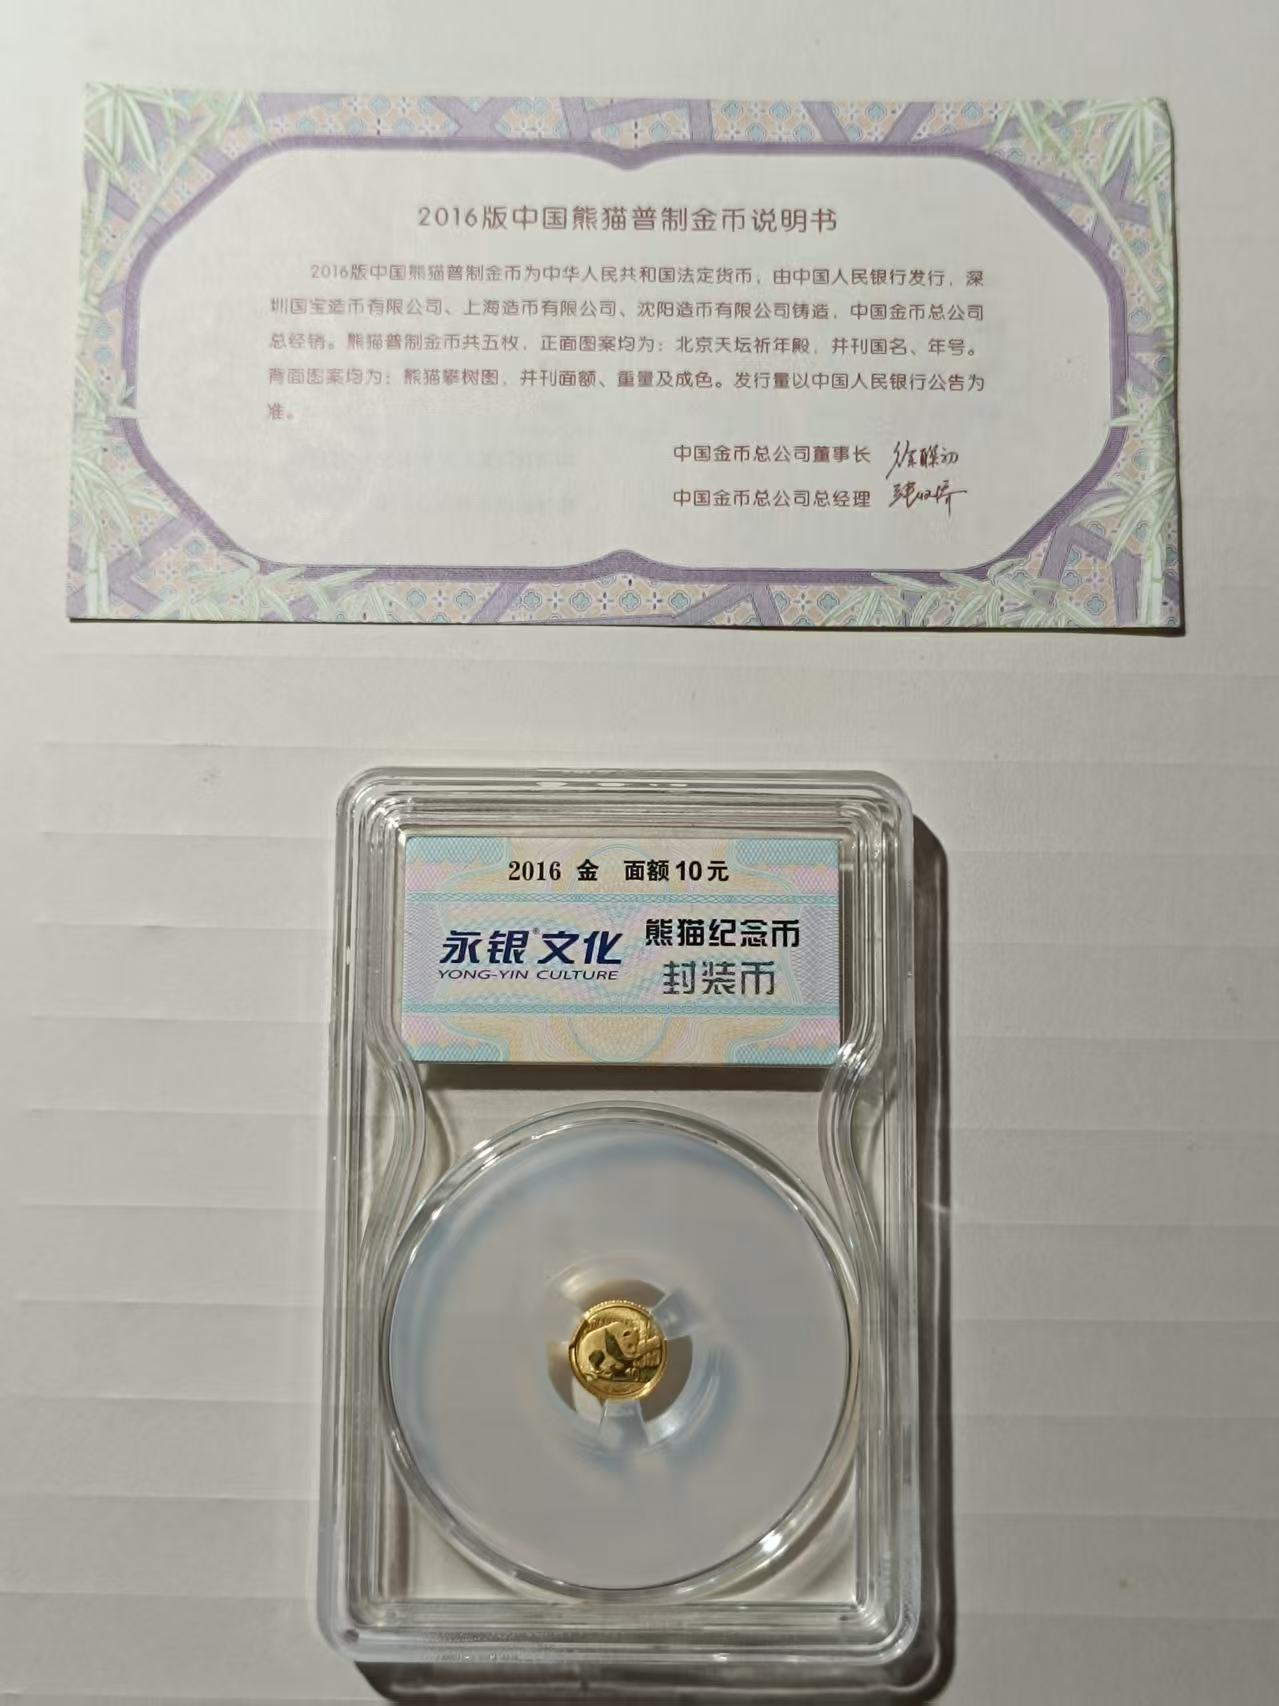 2016版中国熊猫普制金币说明书
2016版中国熊猫普制金币为中华人民共和国法定货币，由中国人民银行发行，深
圳国宝造币有限公司、上海造币有限公司、沈阳造币有限公司铸造，中国金币总公司
总经销。熊猫普制金币共五枚，正面图案均为：北京天坛祈年殿，并刊国名、年号。
背面图案均为：熊猫攀树图，并刊面额、重量及成色。发行量以中国人民银行公告为
准。
中国金币总公司董事长
中国金币总公司总经理
2016 金 面额10元
永银®文化 熊猫纪念币
YONG-YIN CULTURE 封装币